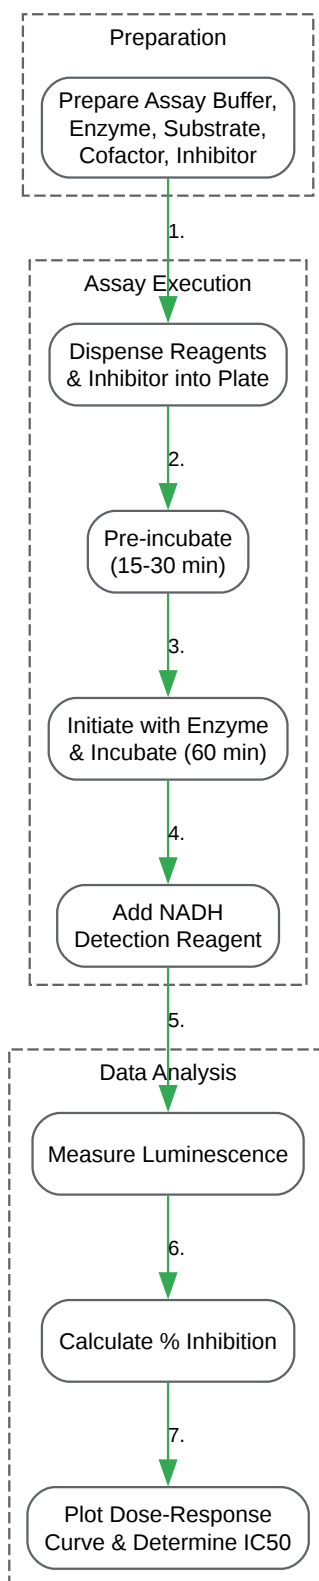 Preparation
Prepare Assay Buffer,
Enzyme, Substrate,
Cofactor, Inhibitor
1.
Assay Execution
Dispense Reagents
& Inhibitor into Plate
2.
Pre-incubate
(15-30 min)
3.
Initiate with Enzyme
& Incubate (60 min)
4.
Add NADH
Detection Reagent
5.
Data Analysis
Measure Luminescence
6.
Calculate % Inhibition
7.
Plot Dose-Response
Curve & Determine IC50